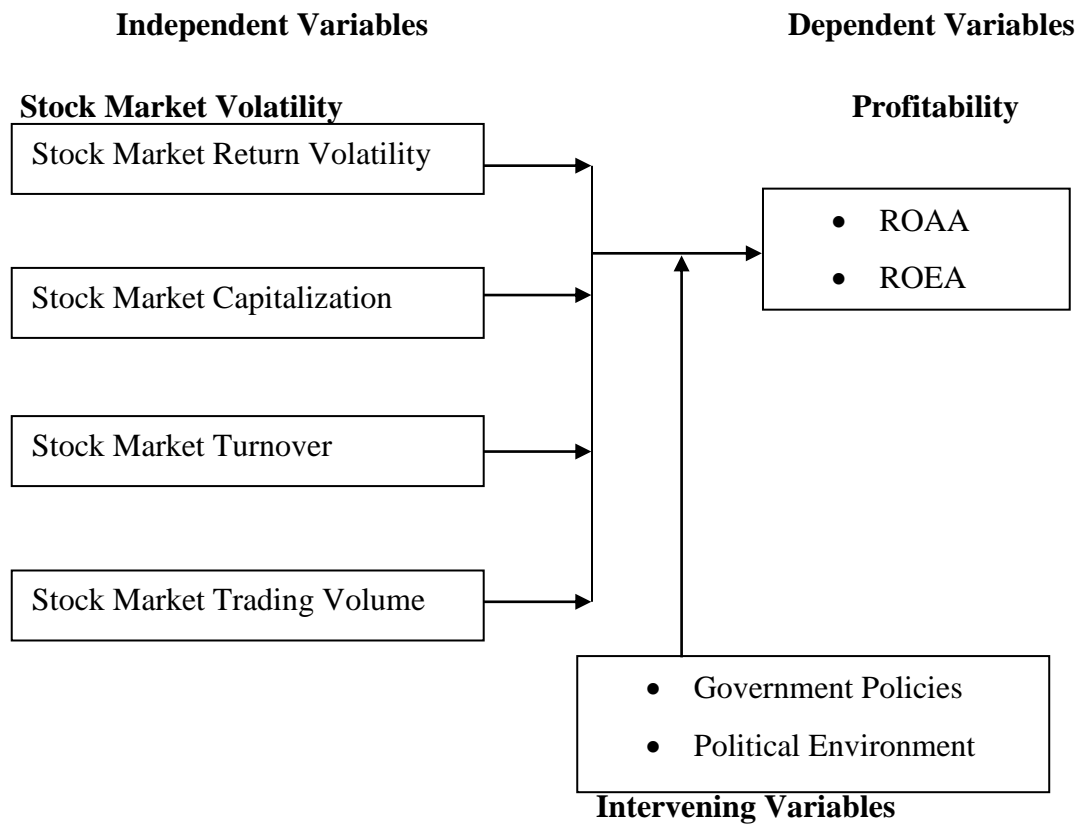 Independent Variables
Dependent Variables
Stock Market Volatility
Profitability
Stock Market Return Volatility
• ROAA
• ROEA
Stock Market Capitalization
Stock Market Turnover
Stock Market Trading Volume
• Government Policies
• Political Environment
Intervening Variables